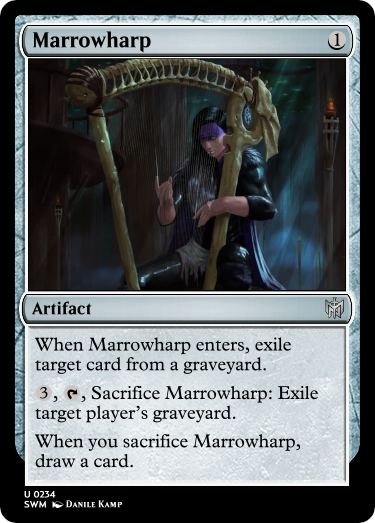 Marrowharp 1
Artifact
When Marrowharp enters, exile
target card from a graveyard.
3, , Sacrifice Marrowharp: Exile
target player's graveyard.
When you sacrifice Marrowharp,
draw a card.
U 0234
SWM Danile Kamp